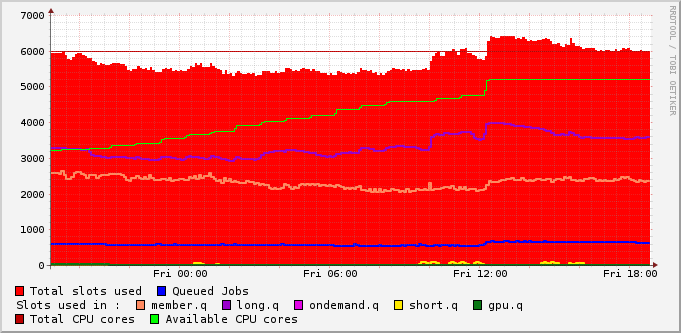 RRDTOOL / TOBI OETIKER
7000
6000
5000
4000
3000
2000
1000
0
Fri 00:00 Fri 06:00 Fri 12:00 Fri 18:00
Total slots used Queued Jobs
Slots used in : member.q long.q ondemand.q short.q gpu.q
Total CPU cores Available CPU cores